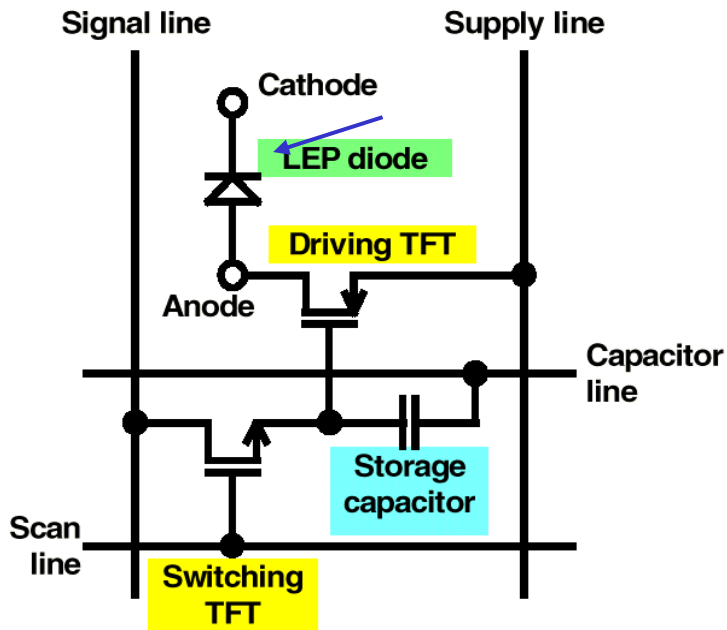 Signal line
Supply line
Cathode
LEP diode
Driving TFT
Anode
Capacitor
line
Storage
capacitor
Scan
line
Switching
TFT